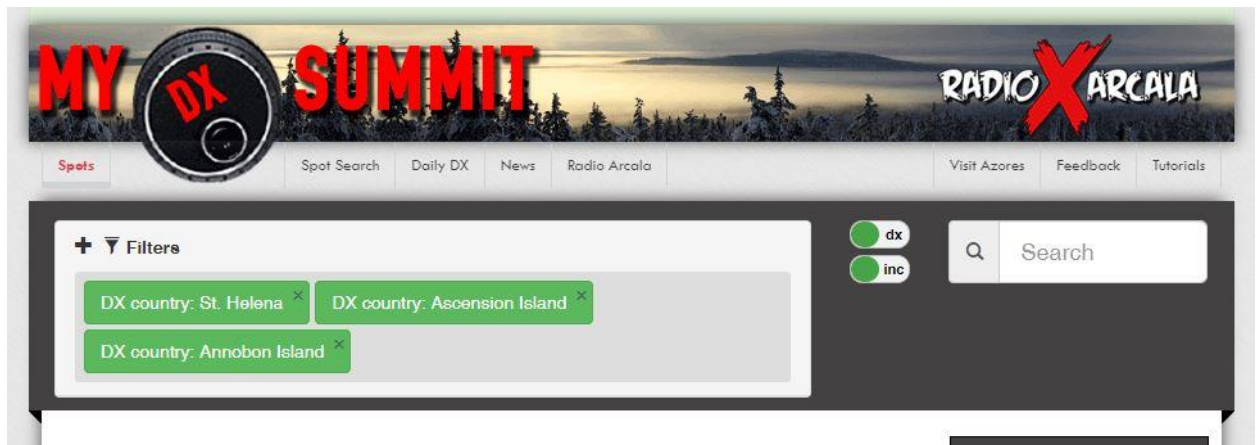 MY DX SUMMIT
RADIO X ARCALA
Spots Spot Search Daily DX News Radio Arcala Visit Azores Feedback Tutorials
+ Filters
dx
Search
inc
DX country: St. Helena × DX country: Ascension Island ×
DX country: Annobon Island ×